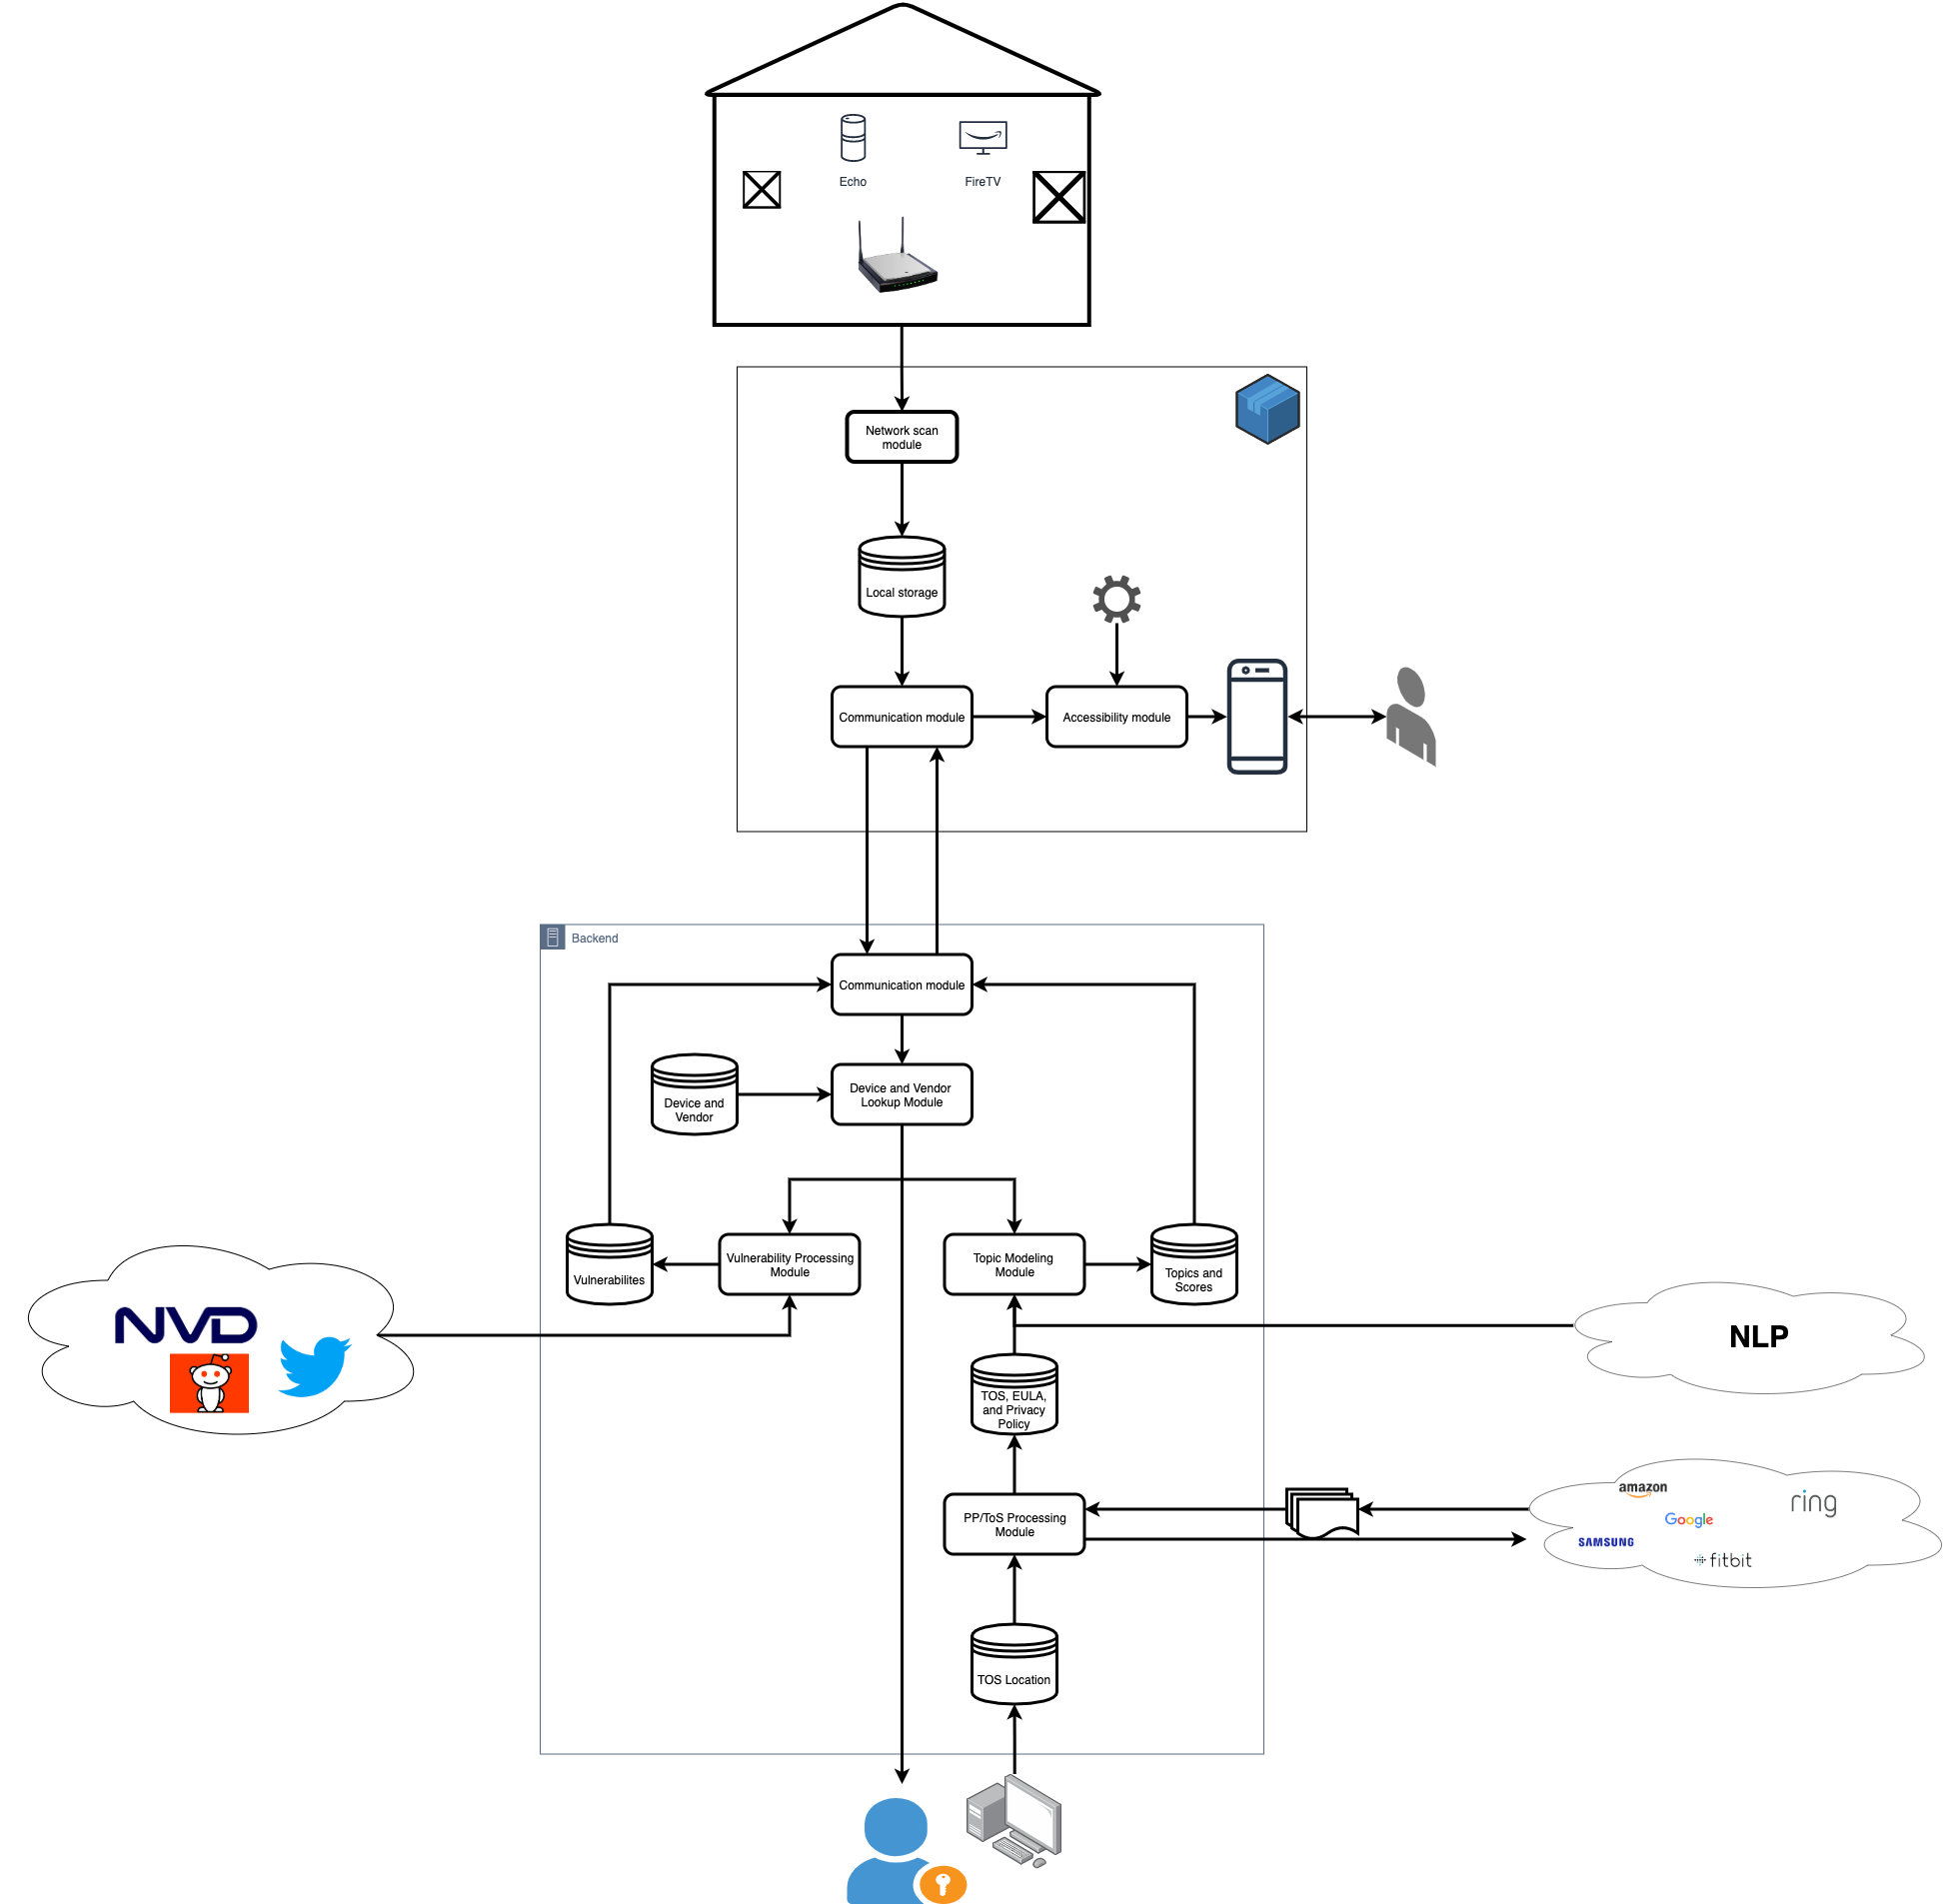 Echo
FireTV
Network scan
module
Local storage
Communication module
Accessibility module
Backend
Communication module
Device and Vendor
Lookup Module
Device and
Vendor
Vulnerability Processing
Module
Topic Modeling
Module
Vulnerabilites
Topics and
Scores
NVD
NLP
TOS, EULA,
and Privacy
Policy
amazon
ring
Google
SAMSUNG
fitbit
PP/ToS Processing
Module
TOS Location